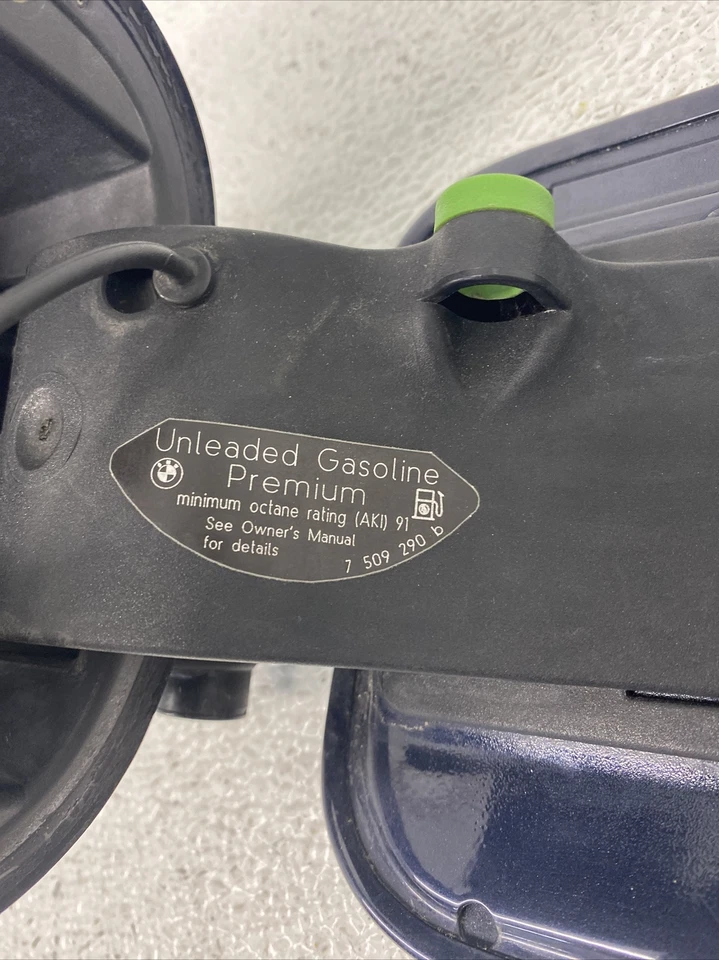 Unleaded Gasoline
Premium
minimum octane rating (AKI) 91
See Owner's Manual
for details
7 509 290 b